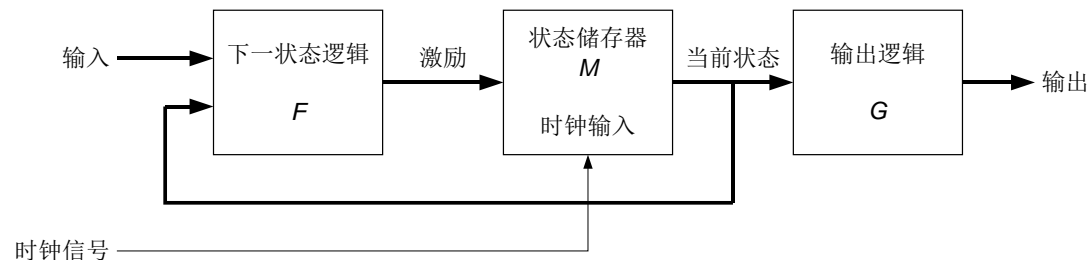 输入
下一状态逻辑
F
激励
状态储存器
M
时钟输入
当前状态
输出逻辑
G
输出
时钟信号